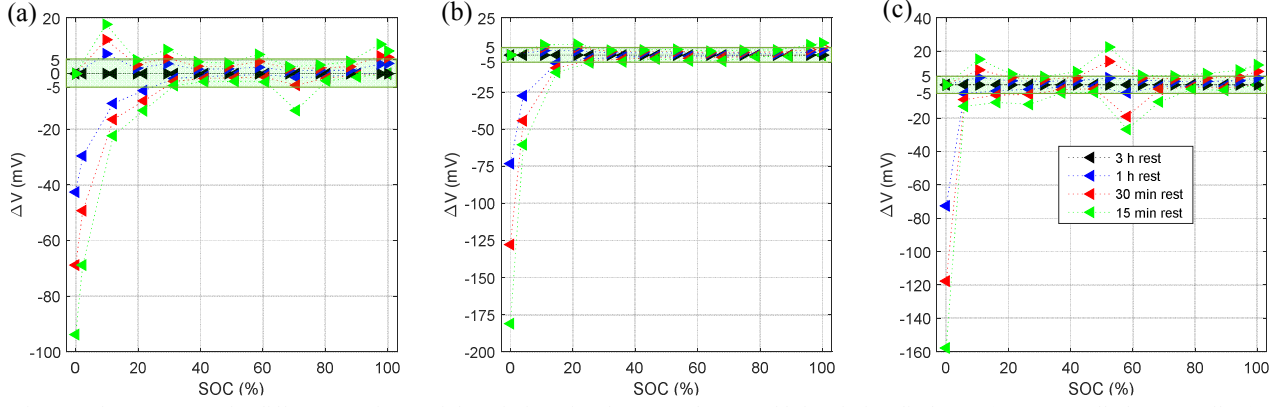 (a)
20
5
0
-5
-20
-40
-60
-80
-100
ΔV (mV)
0 20 40 60 80 100
SOC (%)
(b)
25
5
-5
-25
-50
-75
-100
-125
-150
-175
-200
ΔV (mV)
0 20 40 60 80 100
SOC (%)
(c)
40
20
5
-5
-20
-40
-60
-80
-100
-120
-140
-160
ΔV (mV)
3 h rest
1 h rest
30 min rest
15 min rest
0 20 40 60 80 100
SOC (%)